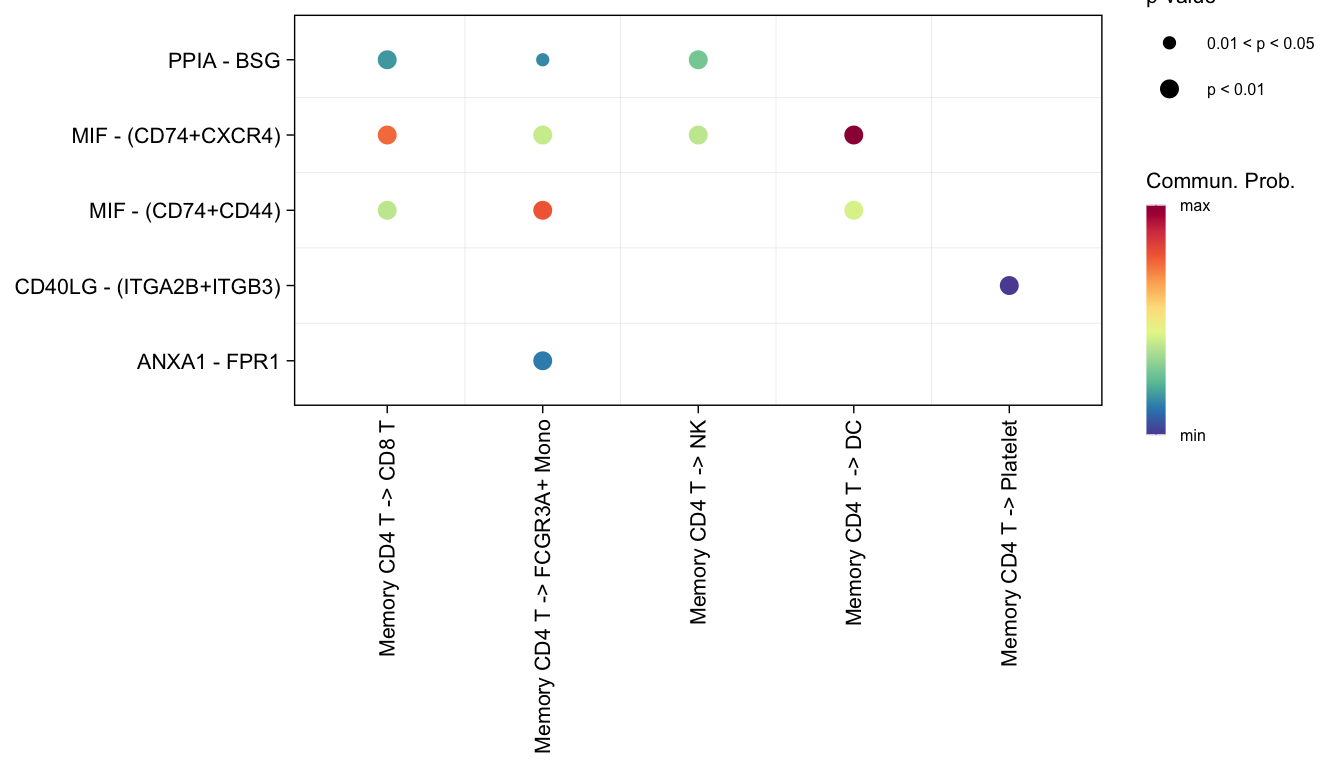 PPIA - BSG
MIF - (CD74+CXCR4)
MIF - (CD74+CD44)
CD40LG - (ITGA2B+ITGB3)
ANXA1 - FPR1
Memory CD4 T -> CD8 T
Memory CD4 T -> FCGR3A+ Mono
Memory CD4 T -> NK
Memory CD4 T -> DC
Memory CD4 T -> Platelet
0.01 < p < 0.05
p < 0.01
Commun. Prob.
max
min